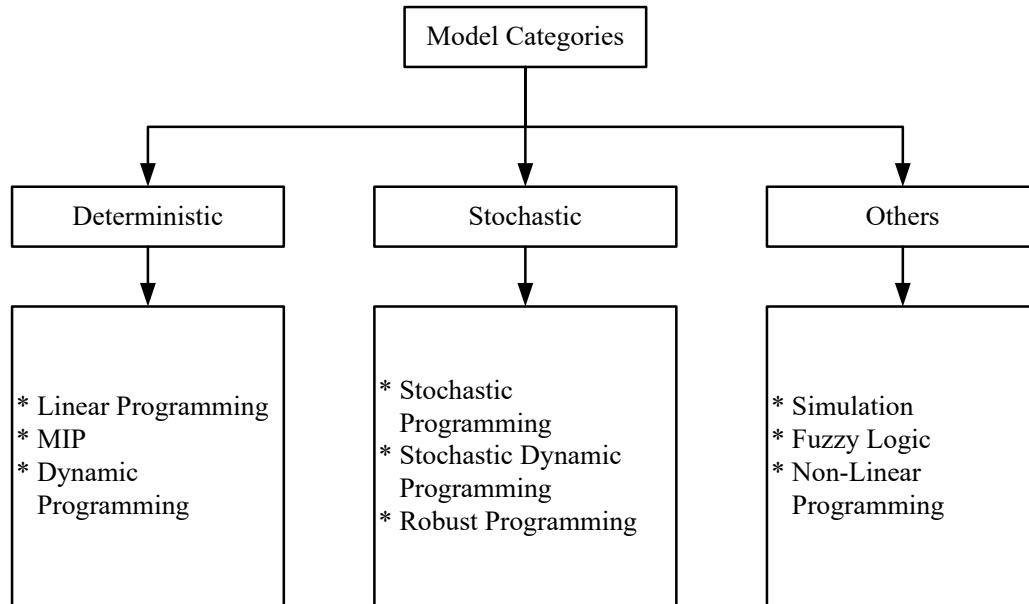 Model Categories
Deterministic
Stochastic
Others
* Linear Programming
* MIP
* Dynamic
Programming
* Stochastic
Programming
* Stochastic Dynamic
Programming
* Robust Programming
* Simulation
* Fuzzy Logic
* Non-Linear
Programming